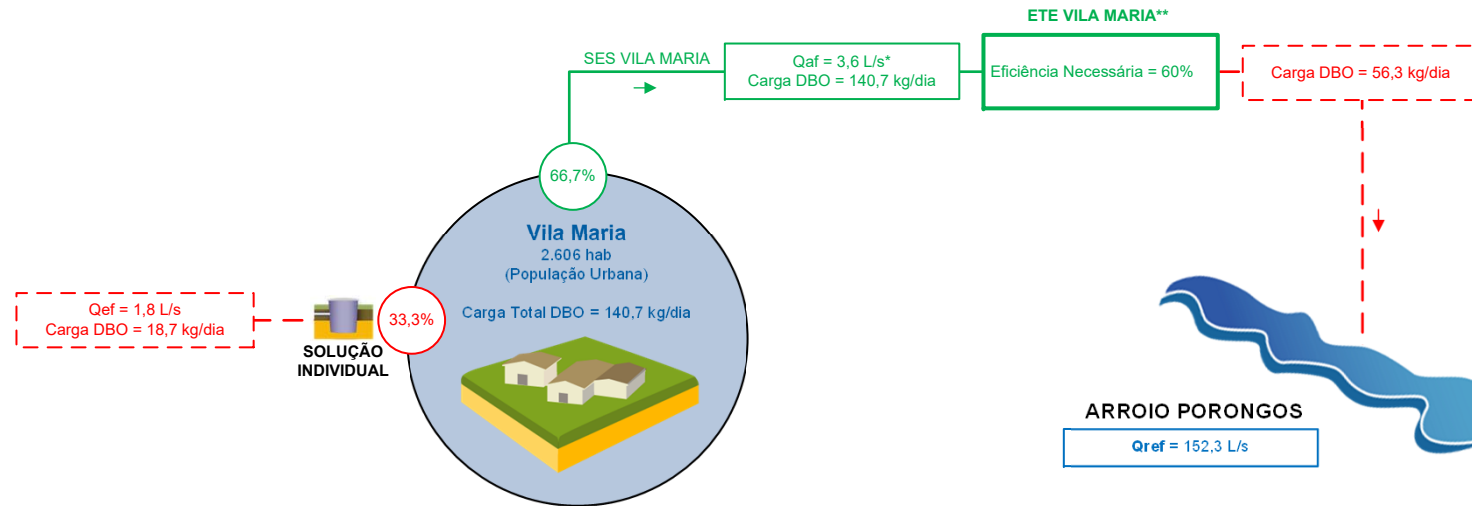 ETE VILA MARIA**
SES VILA MARIA
Qaf = 3,6 L/s*
Carga DBO = 140,7 kg/dia
Eficiência Necessária = 60%
Carga DBO = 56,3 kg/dia
66,7%
Vila Maria
2.606 hab
(População Urbana)
Carga Total DBO = 140,7 kg/dia
Qef = 1,8 L/s
Carga DBO = 18,7 kg/dia
33,3%
SOLUÇÃO
INDIVIDUAL
ARROIO PORONGOS
Qref = 152,3 L/s